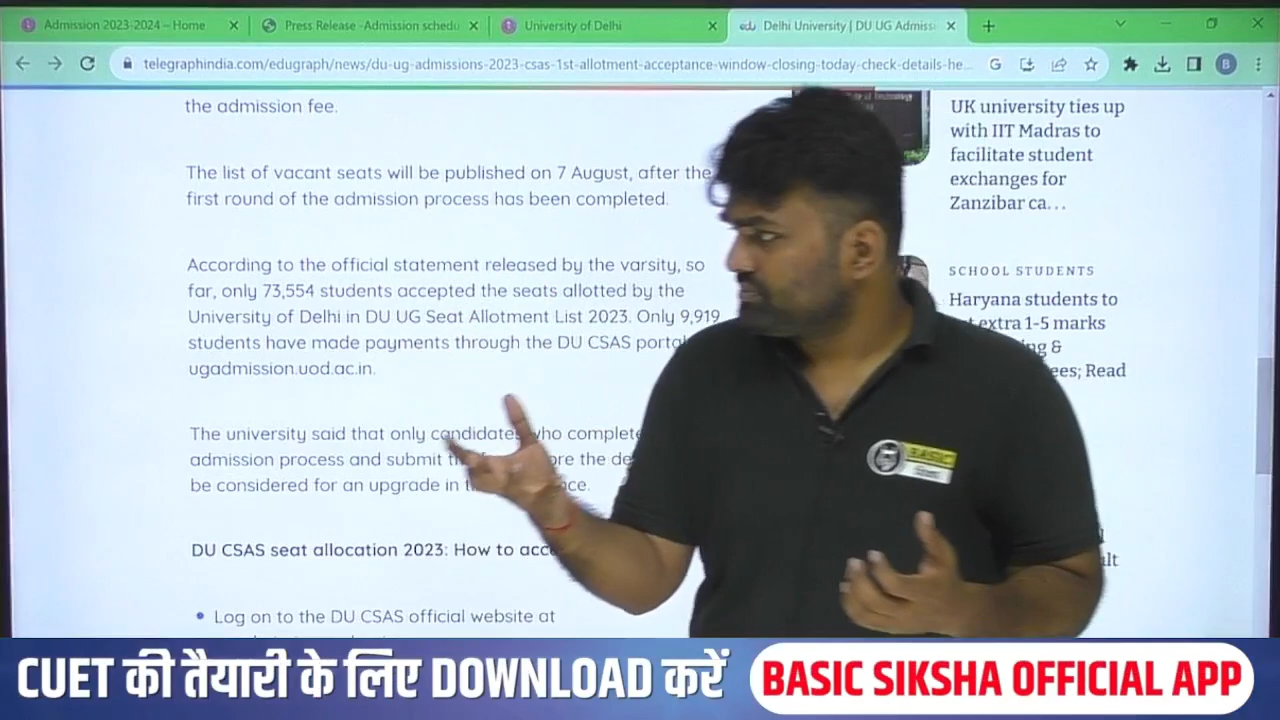 Admission 2023-2024 – Home
Press Release -Admission schedu
University of Delhi
Delhi University | DU UG Admiss
telegraphindia.com/edugraph/news/du-ug-admissions-2023-csas-1st-allotment-acceptance-window-closing-today-check-details-he...
G
B
the admission fee.
The list of vacant seats will be published on 7 August, after the
first round of the admission process has been completed.
According to the official statement released by the varsity, so
far, only 73,554 students accepted the seats allotted by the
University of Delhi in DU UG Seat Allotment List 2023. Only 9,919
students have made payments through the DU CSAS portal
ugadmission.uod.ac.in.
The university said that only candidates who complete
admission process and submit
be considered for an upgrade in
DU CSAS seat allocation 2023: How to
Log on to the DU CSAS official website at
UK university ties up
with IIT Madras to
facilitate student
exchanges for
Zanzibar ca...
SCHOOL STUDENTS
Haryana students to
extra 1-5 marks
&
Read
BASIC
CUET की तैयारी के लिए DOWNLOAD करें
BASIC SIKSHA OFFICIAL APP